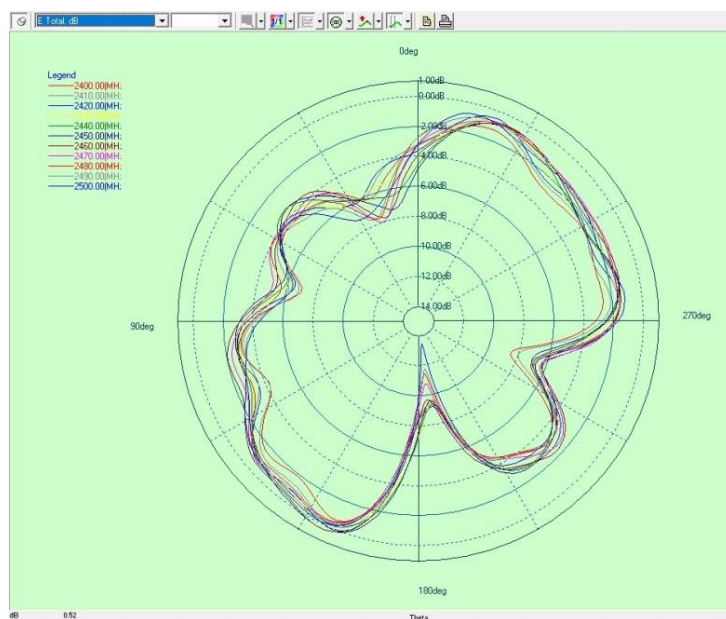 E Total. dB
0deg
Legend
2400.00(MH:
2410.00(MH:
2420.00(MH:
2440.00(MH:
2450.00(MH:
2460.00(MH:
2470.00(MH:
2480.00(MH:
2490.00(MH:
2500.00(MH:
1.00dB
0.00dB
2.00dB
4.00dB
6.00dB
8.00dB
10.00dB
12.00dB
14.00dB
90deg
270deg
180deg
dB 0.52 Theta